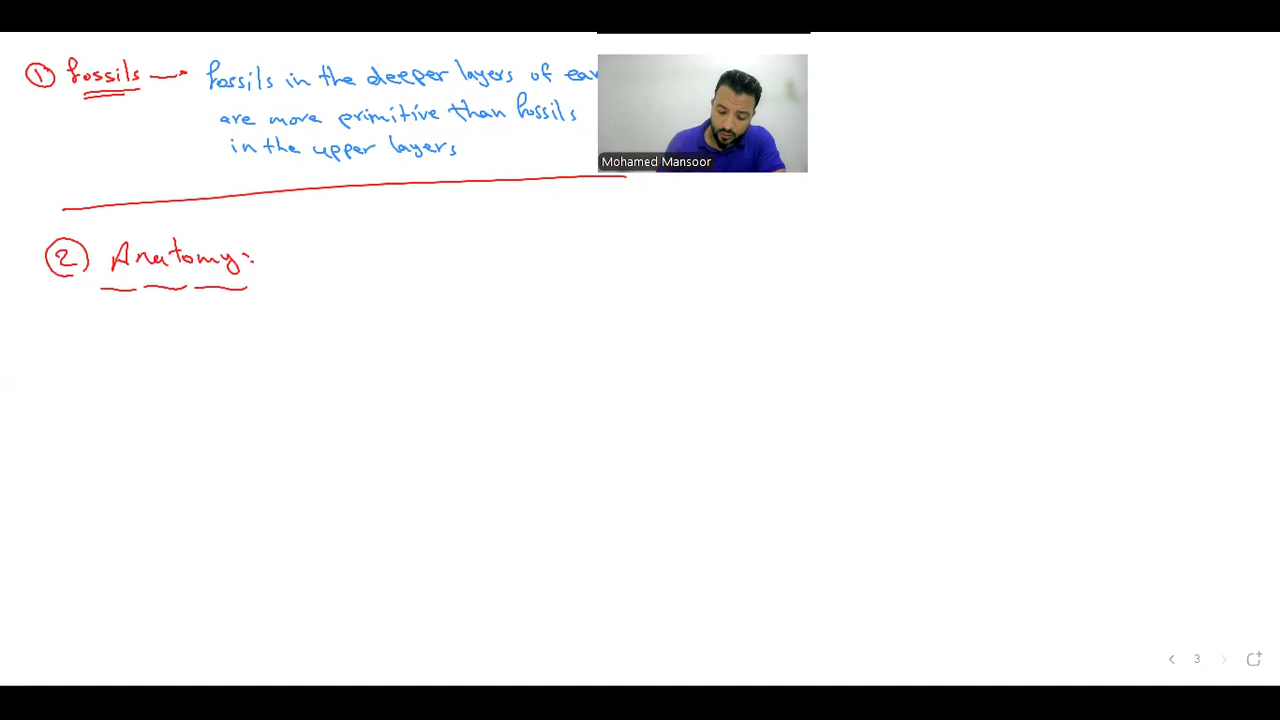 ① fossils → fossils in the deeper layers of ear
are more primitive than fossils
in the upper layers
Mohamed Mansoor
② Anatomy:
3